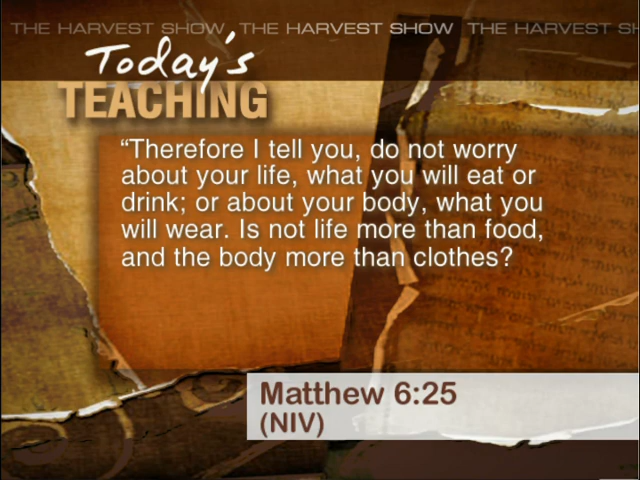 THE HARVEST SHOW THE HARVEST SHOW THE HARVEST SH
Today's
TEACHING
“Therefore I tell you, do not worry
about your life, what you will eat or
drink; or about your body, what you
will wear. Is not life more than food,
and the body more than clothes?
Matthew 6:25
(NIV)